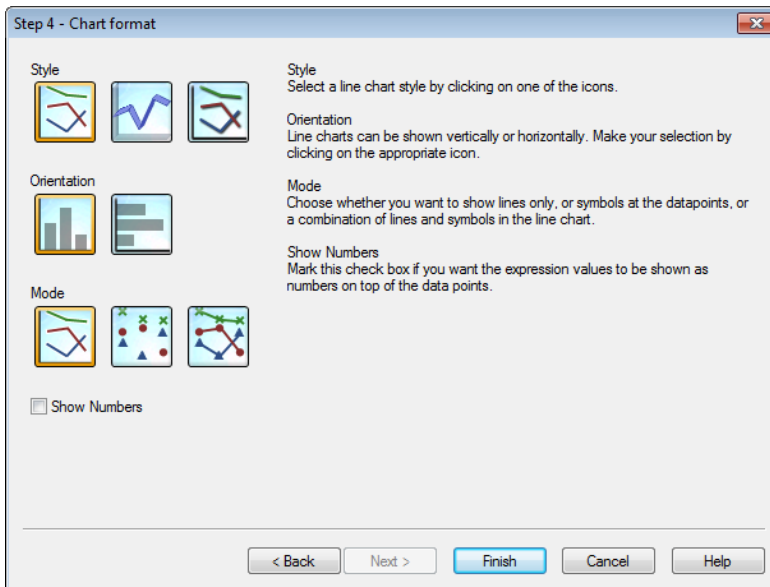 Step 4 - Chart format
Style
Style
Select a line chart style by clicking on one of the icons.
Orientation
Line charts can be shown vertically or horizontally. Make your selection by
clicking on the appropriate icon.
Orientation
Mode
Choose whether you want to show lines only, or symbols at the datapoints, or
a combination of lines and symbols in the line chart.
Show Numbers
Mark this check box if you want the expression values to be shown as
numbers on top of the data points.
Mode
Show Numbers
< Back
Next >
Finish
Cancel
Help